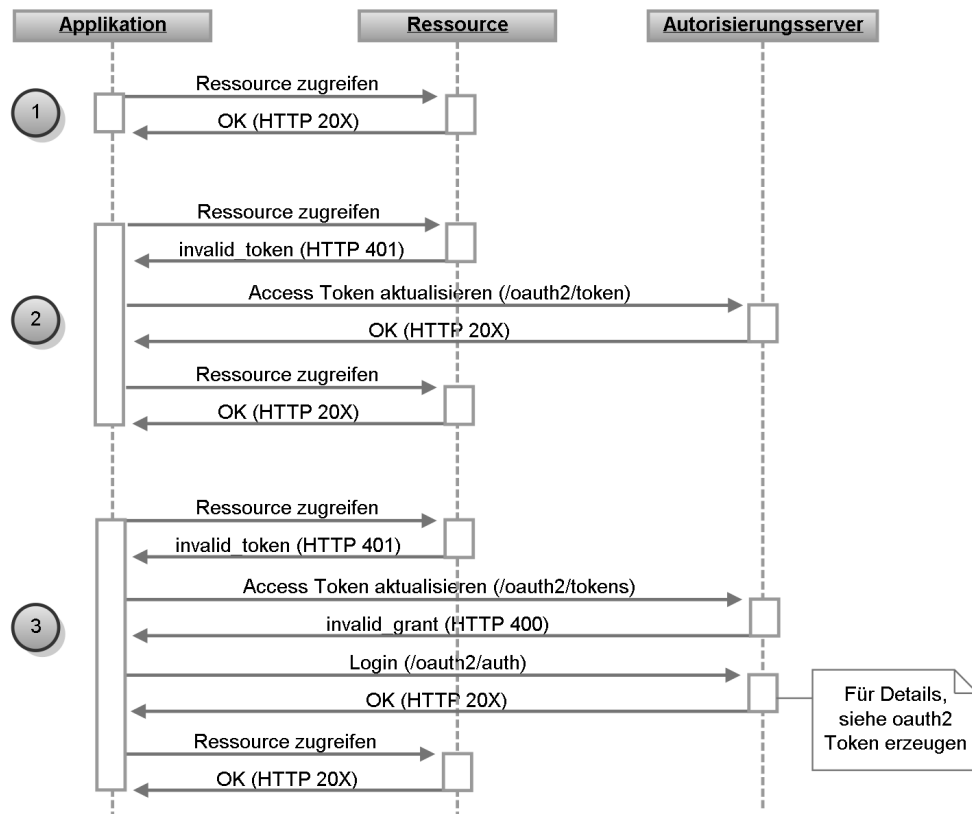 Applikation
Ressource
Autorisierungsserver
1
Ressource zugreifen
OK (HTTP 20X)
2
Ressource zugreifen
invalid_token (HTTP 401)
Access Token aktualisieren (/oauth2/token)
OK (HTTP 20X)
Ressource zugreifen
OK (HTTP 20X)
3
Ressource zugreifen
invalid_token (HTTP 401)
Access Token aktualisieren (/oauth2/tokens)
invalid_grant (HTTP 400)
Login (/oauth2/auth)
OK (HTTP 20X)
Für Details,
siehe oauth2
Token erzeugen
Ressource zugreifen
OK (HTTP 20X)